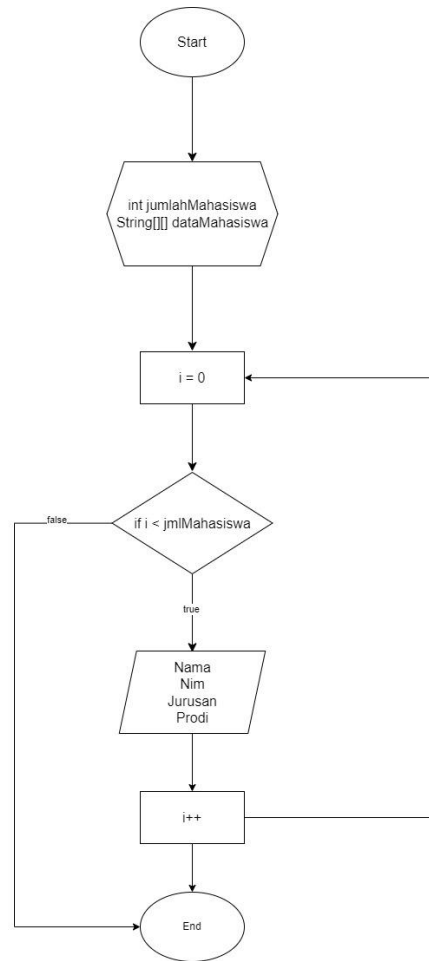 Start
int jumlahMahasiswa
String[][] dataMahasiswa
i = 0
if i < jmlMahasiswa
false
true
Nama
Nim
Jurusan
Prodi
i++
End